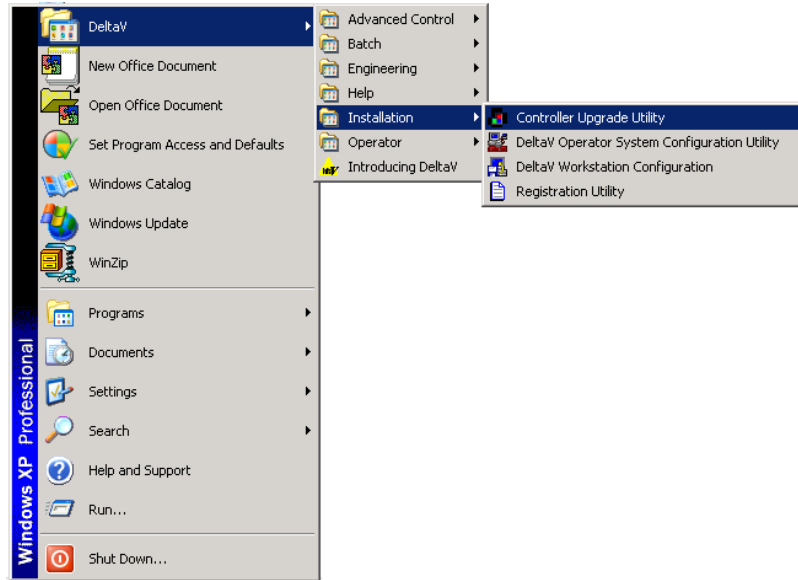 DeltaV
New Office Document
Open Office Document
Set Program Access and Defaults
Windows Catalog
Windows Update
WinZip
Programs
Documents
Settings
Search
Help and Support
Run...
Shut Down...
Windows XP Professional
Advanced Control
Batch
Engineering
Help
Installation
Operator
Introducing DeltaV
Controller Upgrade Utility
DeltaV Operator System Configuration Utility
DeltaV Workstation Configuration
Registration Utility